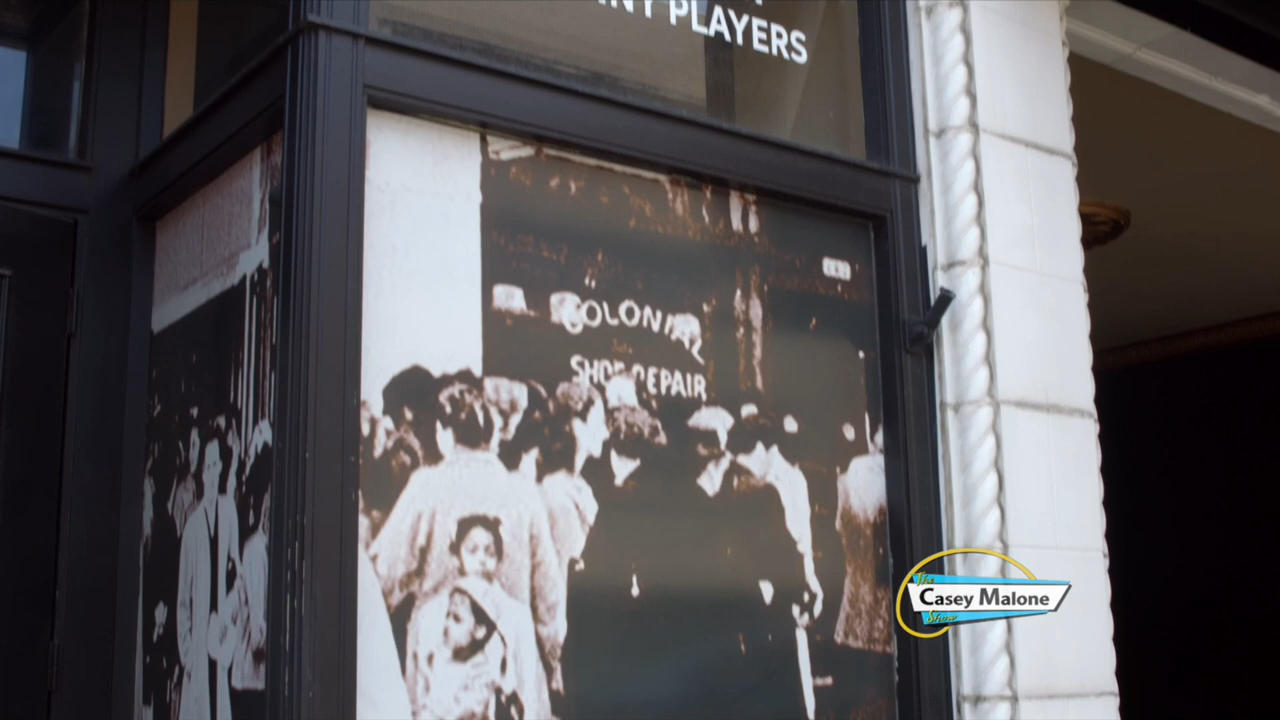 PLAYERS
COLONIAL
SHOE REPAIR
The
Casey Malone
Show